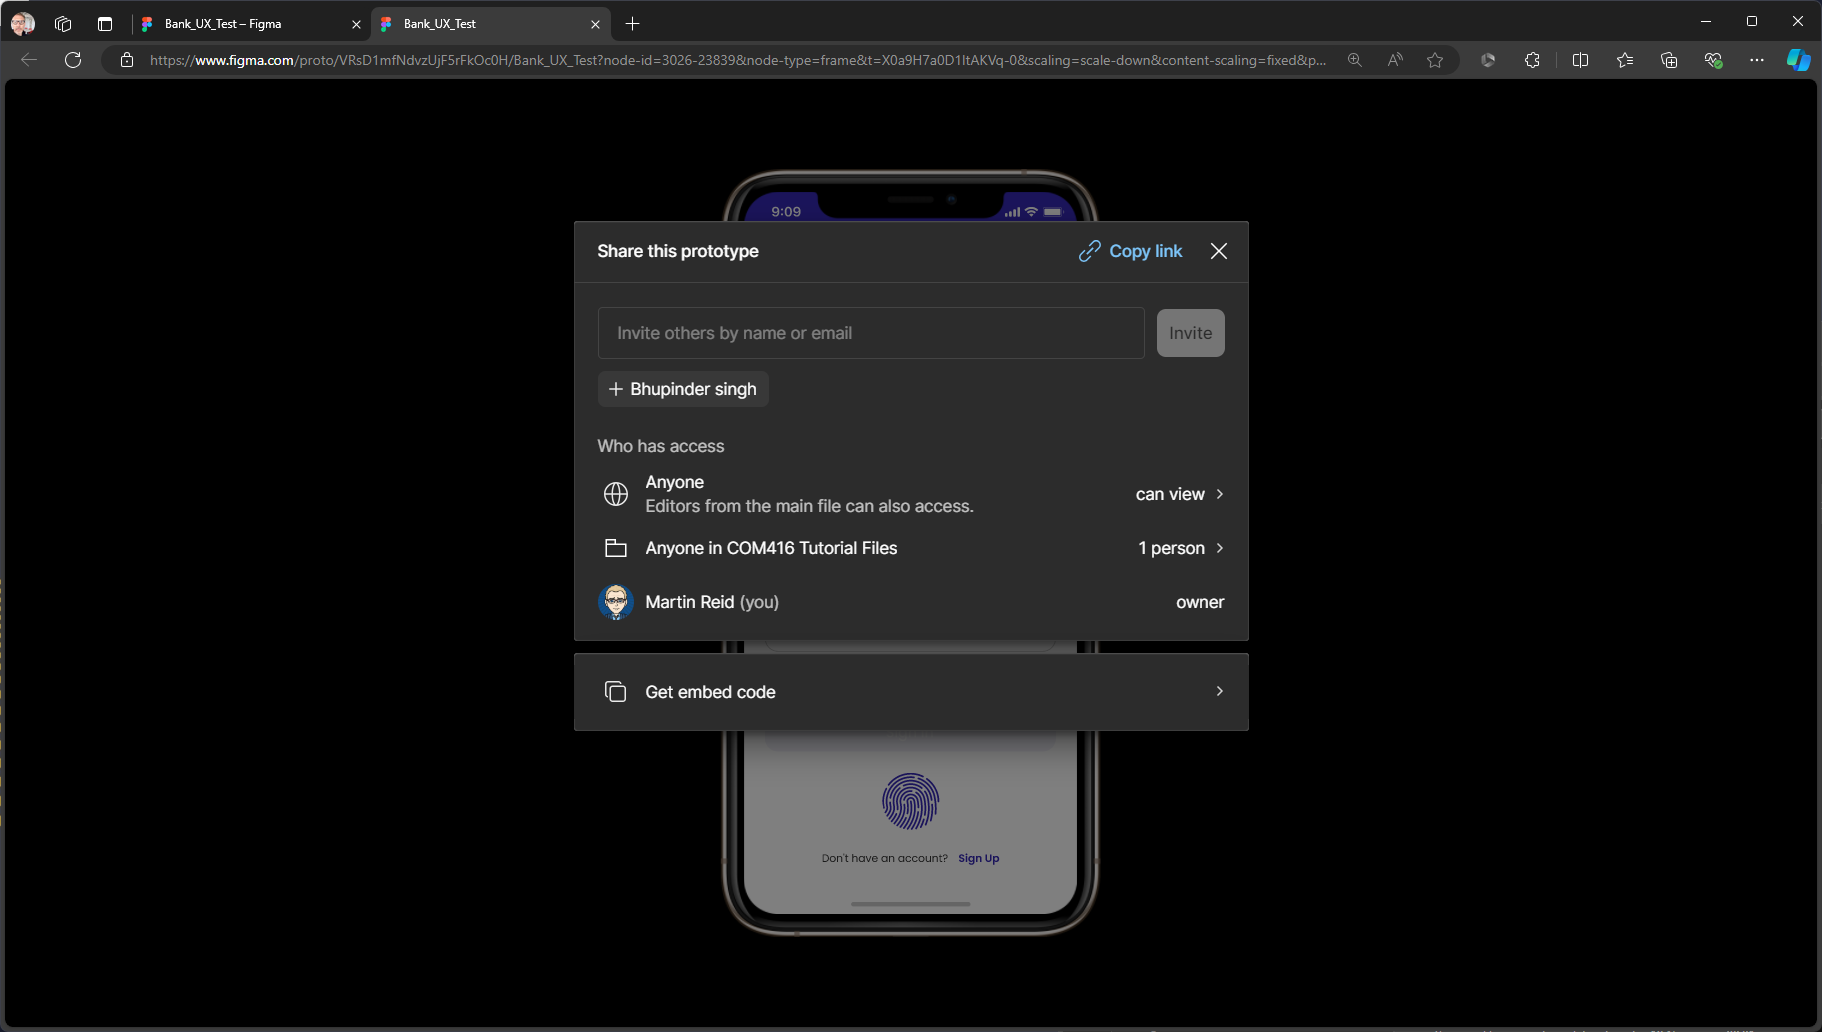 Bank_UX_Test – Figma
Bank_UX_Test
https://www.figma.com/proto/VRsD1mfNdvzUjF5rFkOc0H/Bank_UX_Test?node-id=3026-23839&node-type=frame&t=X0a9H7a0D1ItAKVq-0&scaling=scale-down&content-scaling=fixed&p...
9:09
Share this prototype
Copy link
Invite others by name or email
Invite
Bhupinder singh
Who has access
Anyone
Editors from the main file can also access.
can view
Anyone in COM416 Tutorial Files
1 person
Martin Reid (you)
owner
Get embed code
Don't have an account? Sign Up